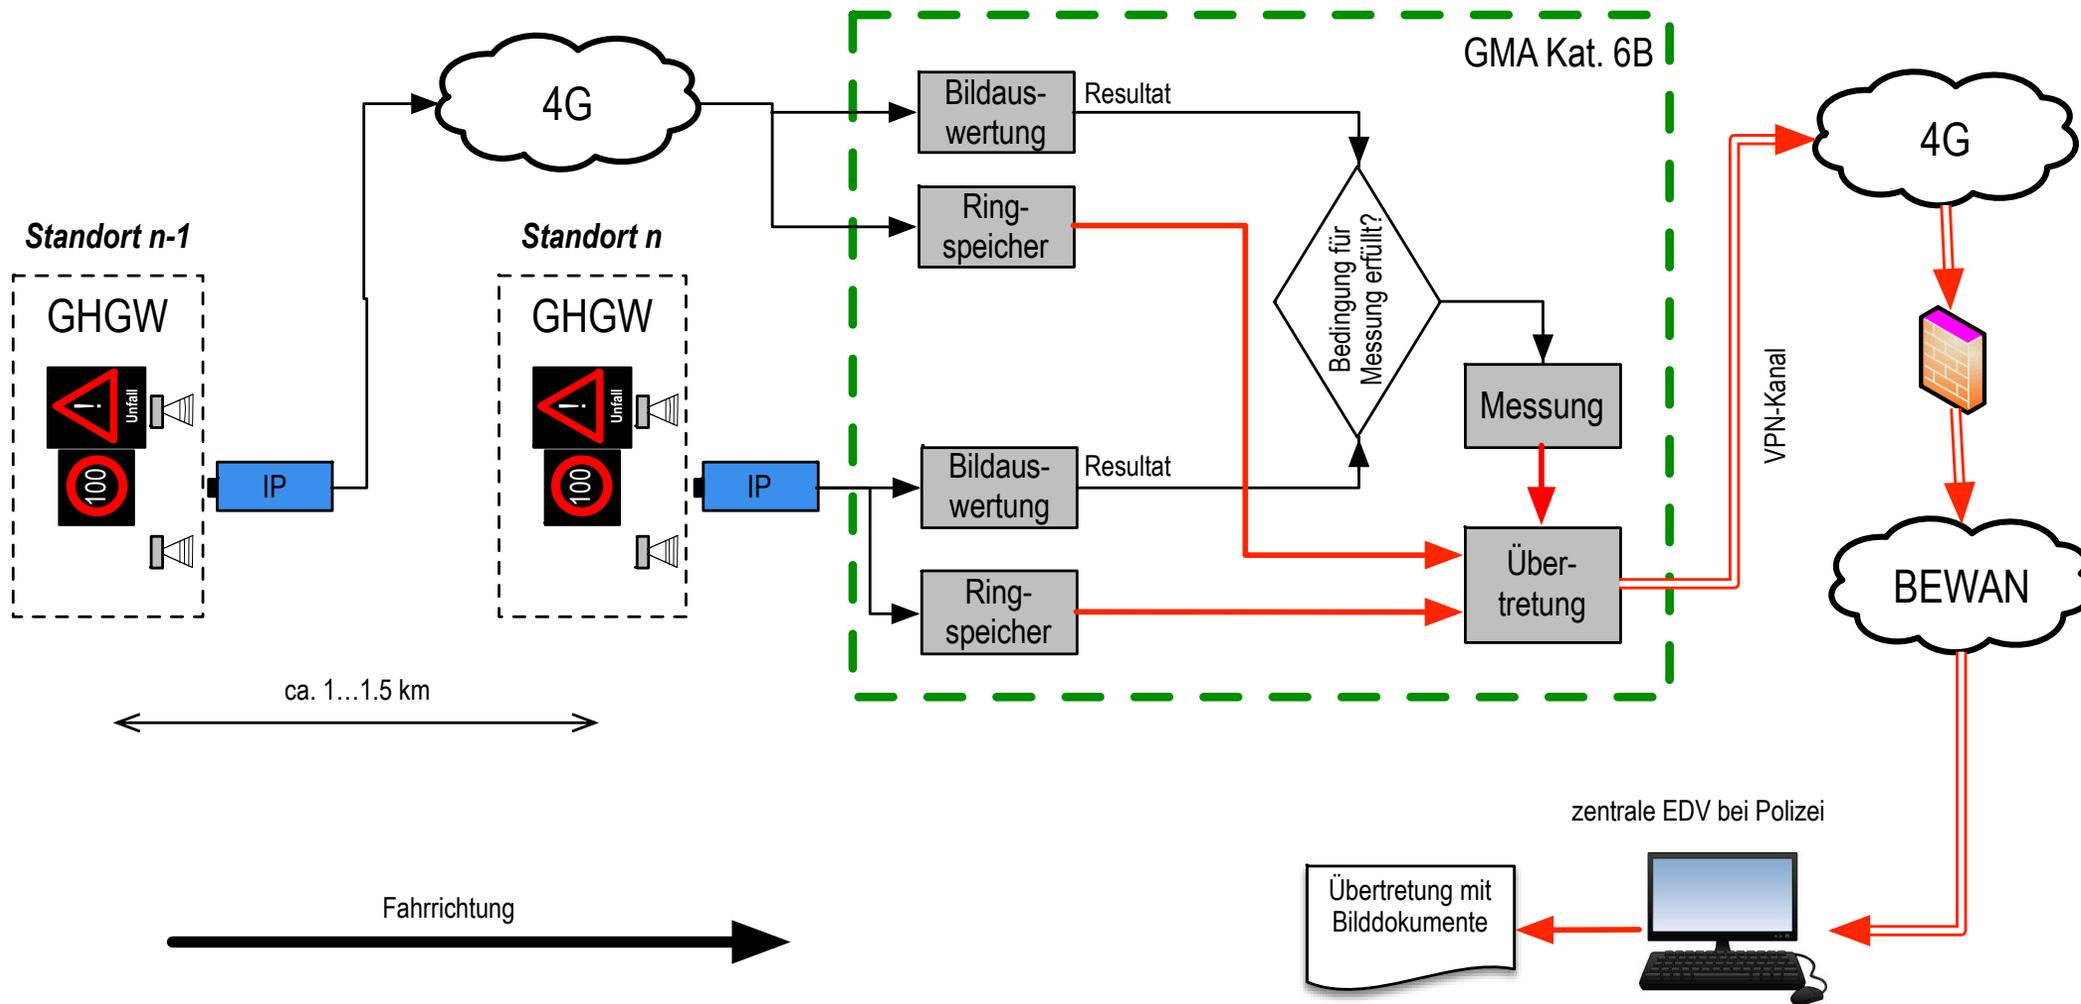 GMA Kat. 6B
4G
Bildaus-
wertung
Resultat
4G
Ring-
speicher
Standort n-1
Standort n
Bedingung für
Messung erfüllt?
GHGW
GHGW
Unfall
100
IP
Unfall
100
IP
Messung
VPN-Kanal
Bildaus-
wertung
Resultat
Über-
tretung
Ring-
speicher
BEWAN
ca. 1…1.5 km
zentrale EDV bei Polizei
Übertretung mit
Bilddokumente
Fahrrichtung